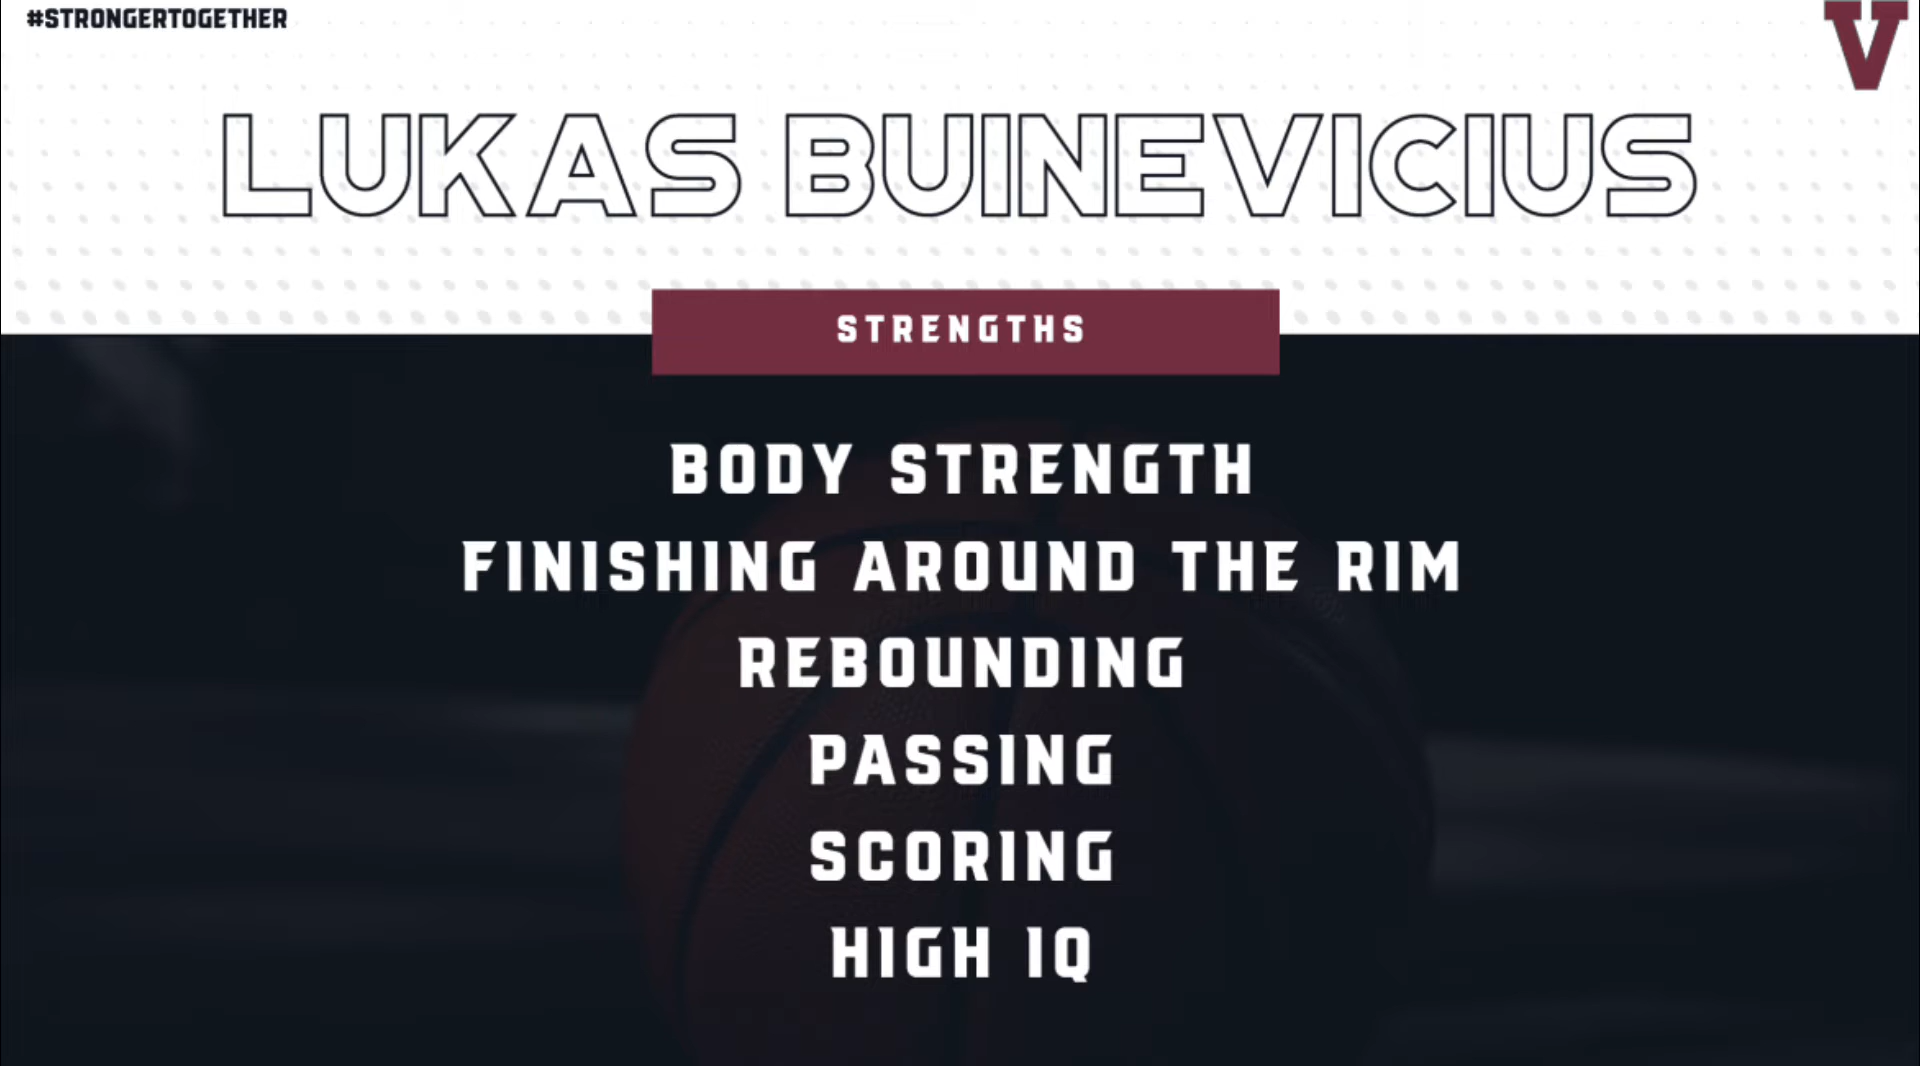 #STRONGERTOGETHER
V
LUKAS BUINEVICIUS
STRENGTHS
BODY STRENGTH
FINISHING AROUND THE RIM
REBOUNDING
PASSING
SCORING
HIGH IQ